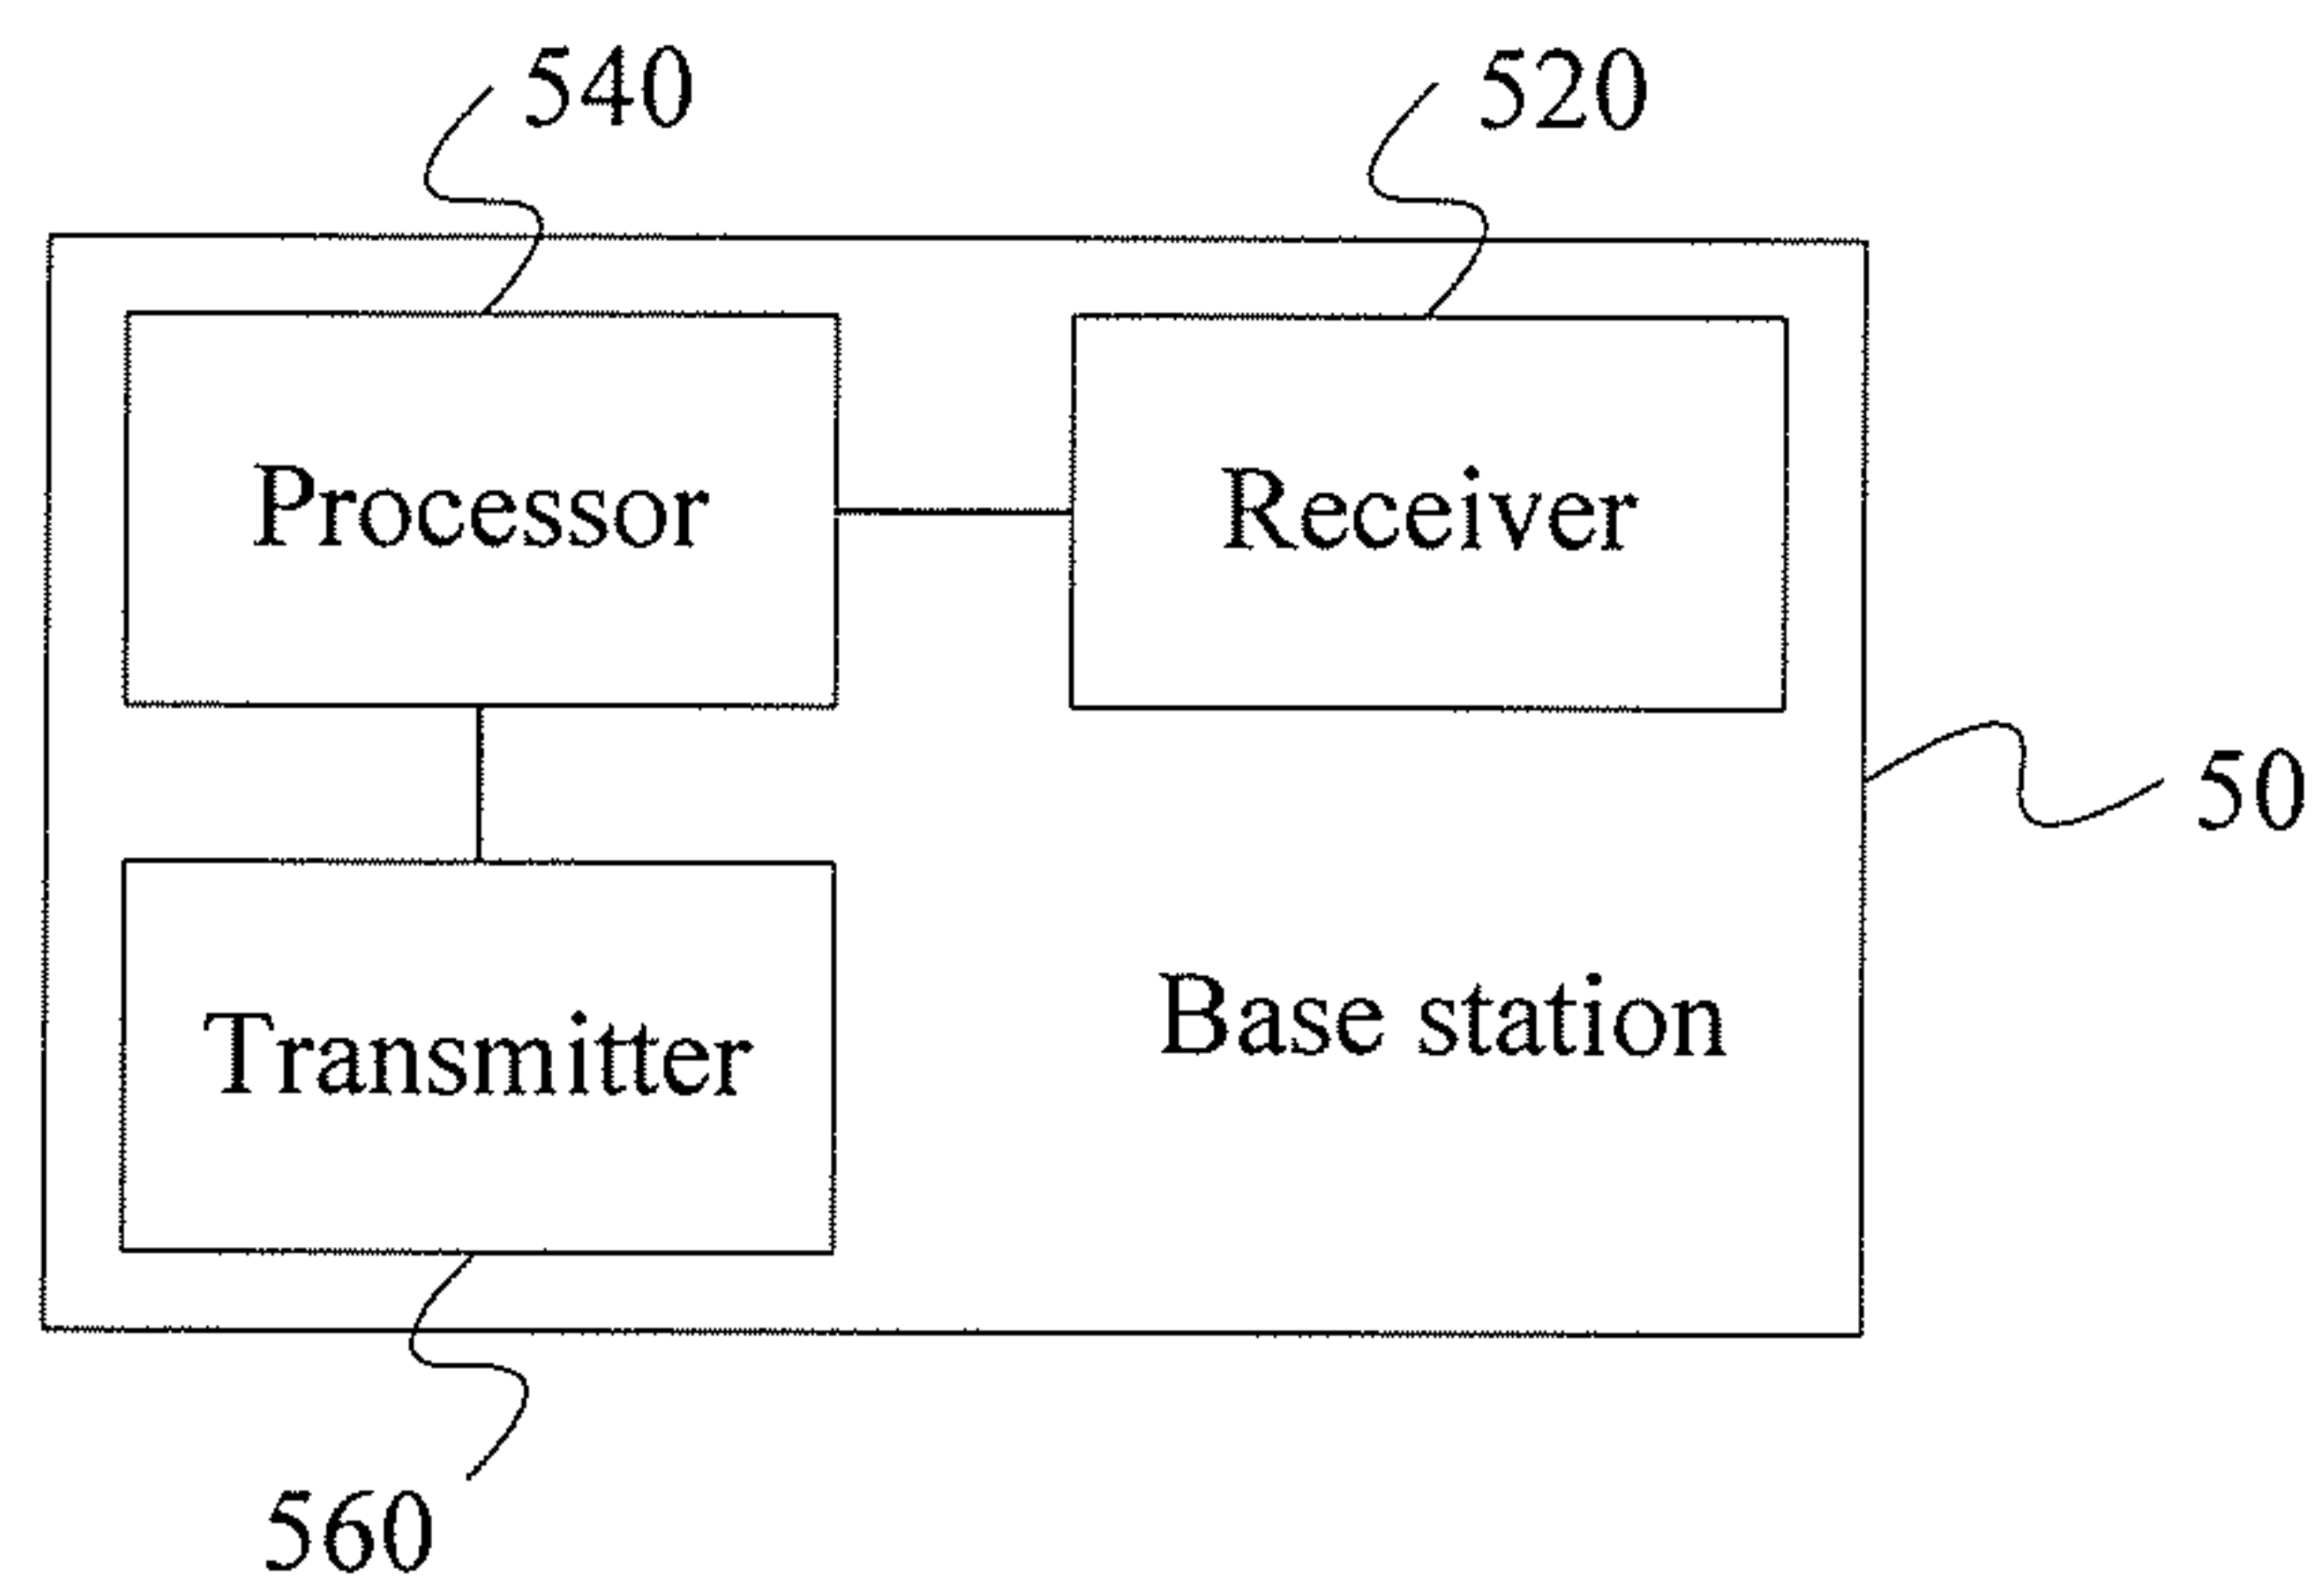 540
520
Processor
Receiver
50
Transmitter
Base station
560